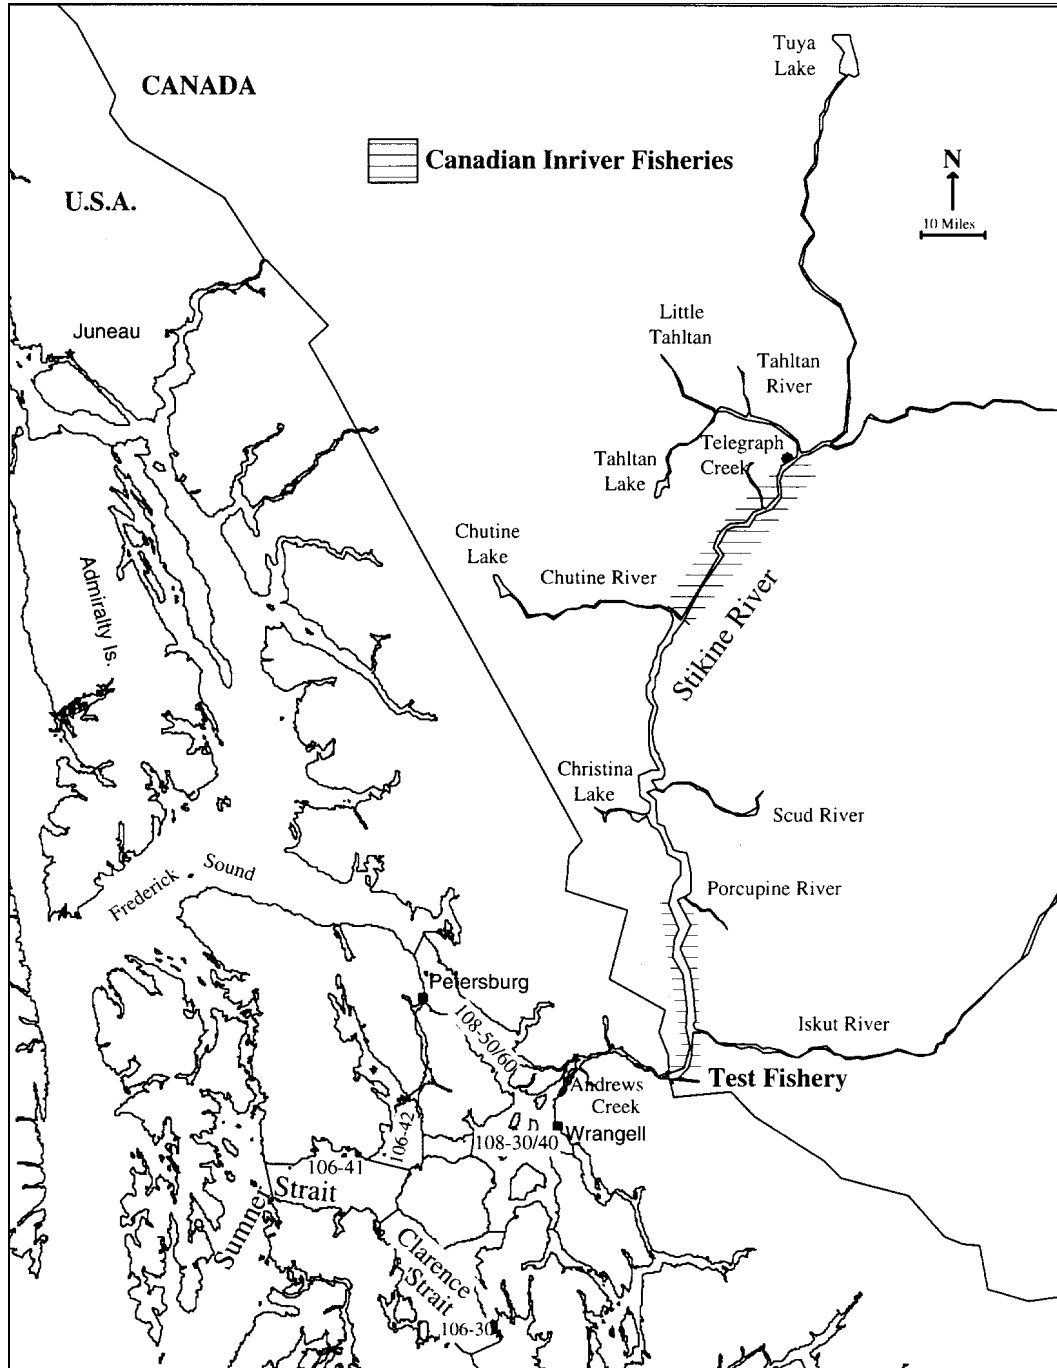 Tuya
Lake
CANADA
Canadian Inriver Fisheries
N
10 Miles
U.S.A.
Juneau
Little
Tahltan
Tahltan
River
Telegraph
Creek
Tahltan
Lake
Chutine
Lake
Chutine River
Stikine River
Admiralty Is.
Christina
Lake
Scud River
Porcupine River
Frederick Sound
Petersburg
108-50/60
Iskut River
Test Fishery
Andrews
Creek
Wrangell
106-42
108-30/40
106-41
Sumner Strait
Clarence
Strait
106-30